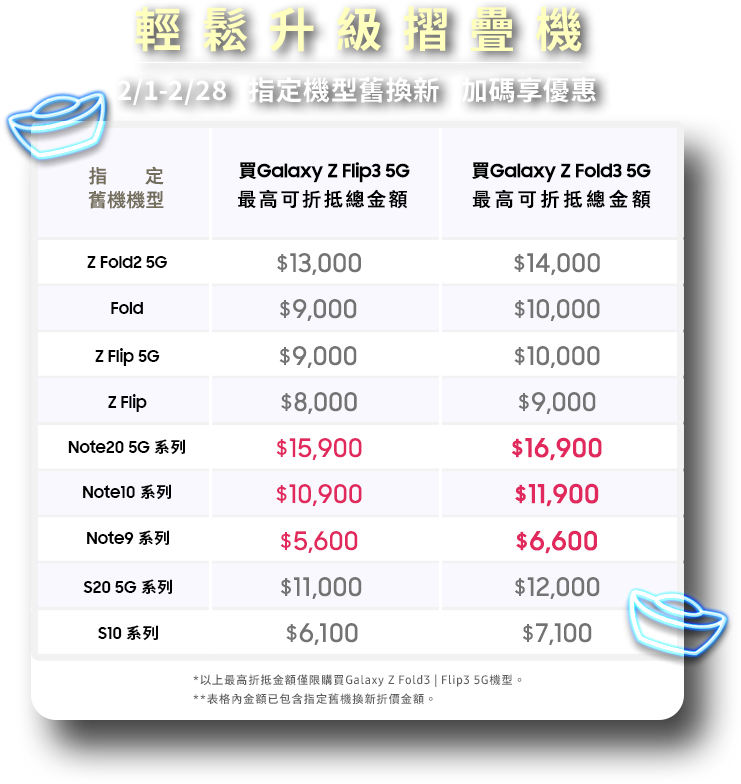 輕鬆升級摺疊機
2/1-2/28 指定機型舊換新 加碼享優惠
指定舊機機型 買Galaxy Z Flip3 5G 最高可折抵總金額 買Galaxy Z Fold3 5G 最高可折抵總金額
Z Fold2 5G $13,000 $14,000
Fold $9,000 $10,000
Z Flip 5G $9,000 $10,000
Z Flip $8,000 $9,000
Note20 5G 系列 $15,900 $16,900
Note10 系列 $10,900 $11,900
Note9 系列 $5,600 $6,600
S20 5G 系列 $11,000 $12,000
S10 系列 $6,100 $7,100
*以上最高折抵金額僅限購買Galaxy Z Fold3 | Flip3 5G機型。
**表格內金額已包含指定舊機換新折價金額。